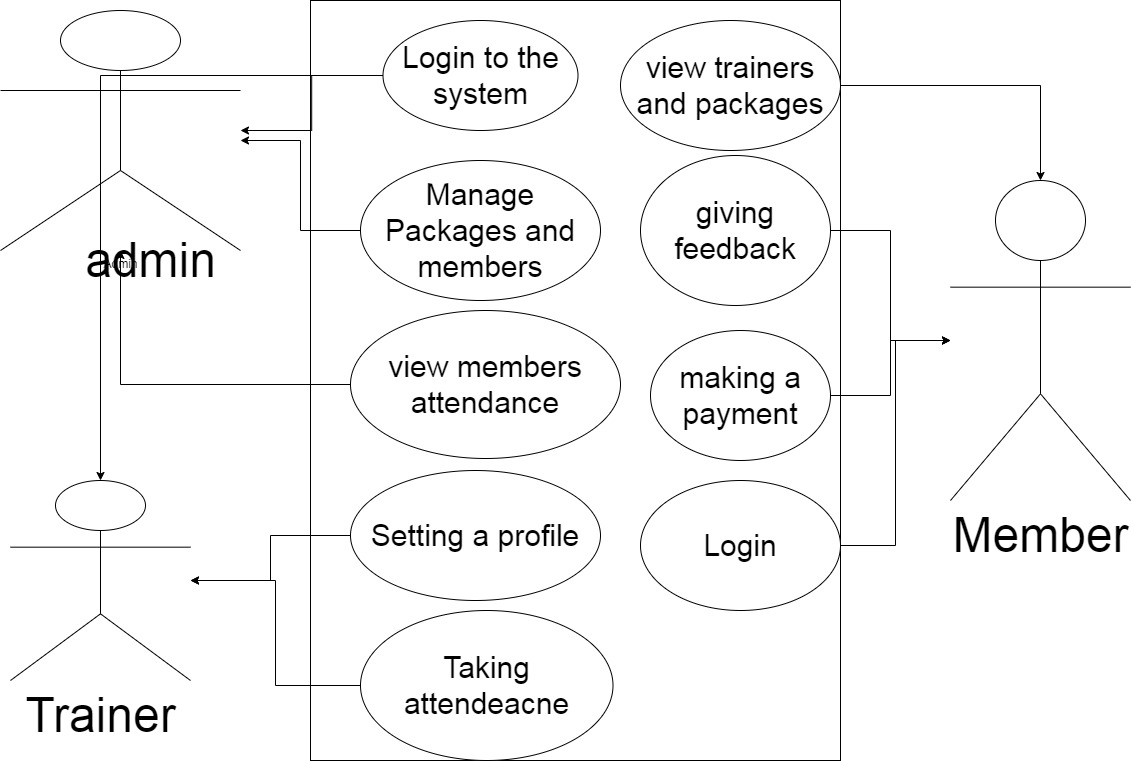 Login to the
system
view trainers
and packages
Manage
Packages and
members
giving
feedback
admin
Admin
view members
attendance
making a
payment
Setting a profile
Login
Member
Taking
attendeacne
Trainer